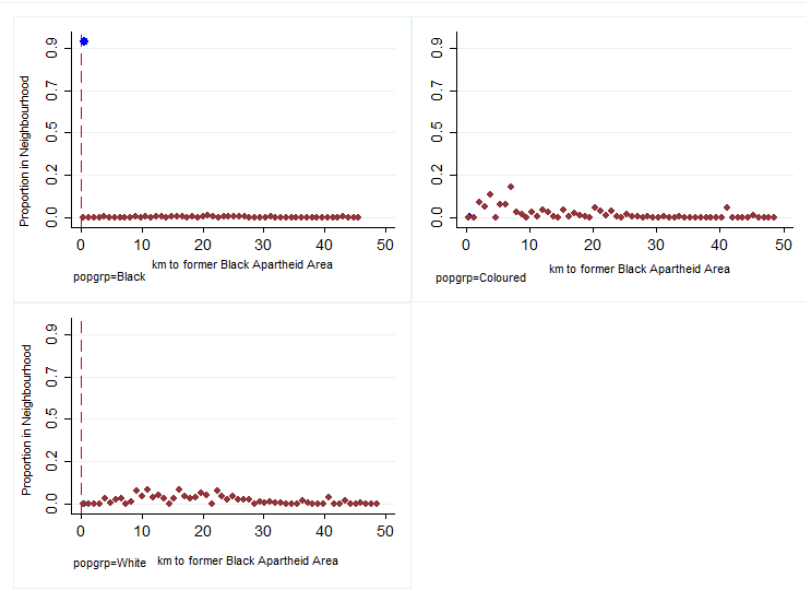 Proportion in Neighbourhood
0.9
0.7
0.5
0.2
0.0
0 10 20 30 40 50
km to former Black Apartheid Area
popgrp=Black
0.9
0.7
0.5
0.2
0.0
0 10 20 30 40 50
km to former Black Apartheid Area
popgrp=Coloured
Proportion in Neighbourhood
0.9
0.7
0.5
0.2
0.0
0 10 20 30 40 50
popgrp=White km to former Black Apartheid Area